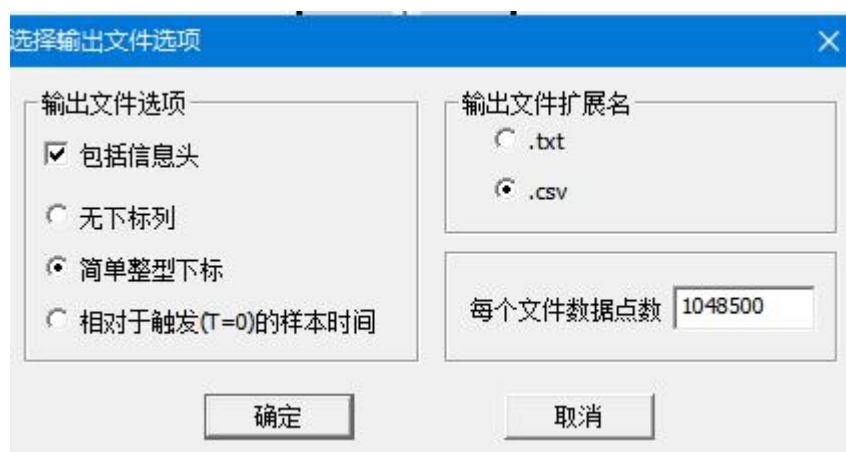 选择输出文件选项
输出文件选项
包括信息头
无下标列
简单整型下标
相对于触发(T=0)的样本时间
输出文件扩展名
.txt
.csv
每个文件数据点数 1048500
确定
取消